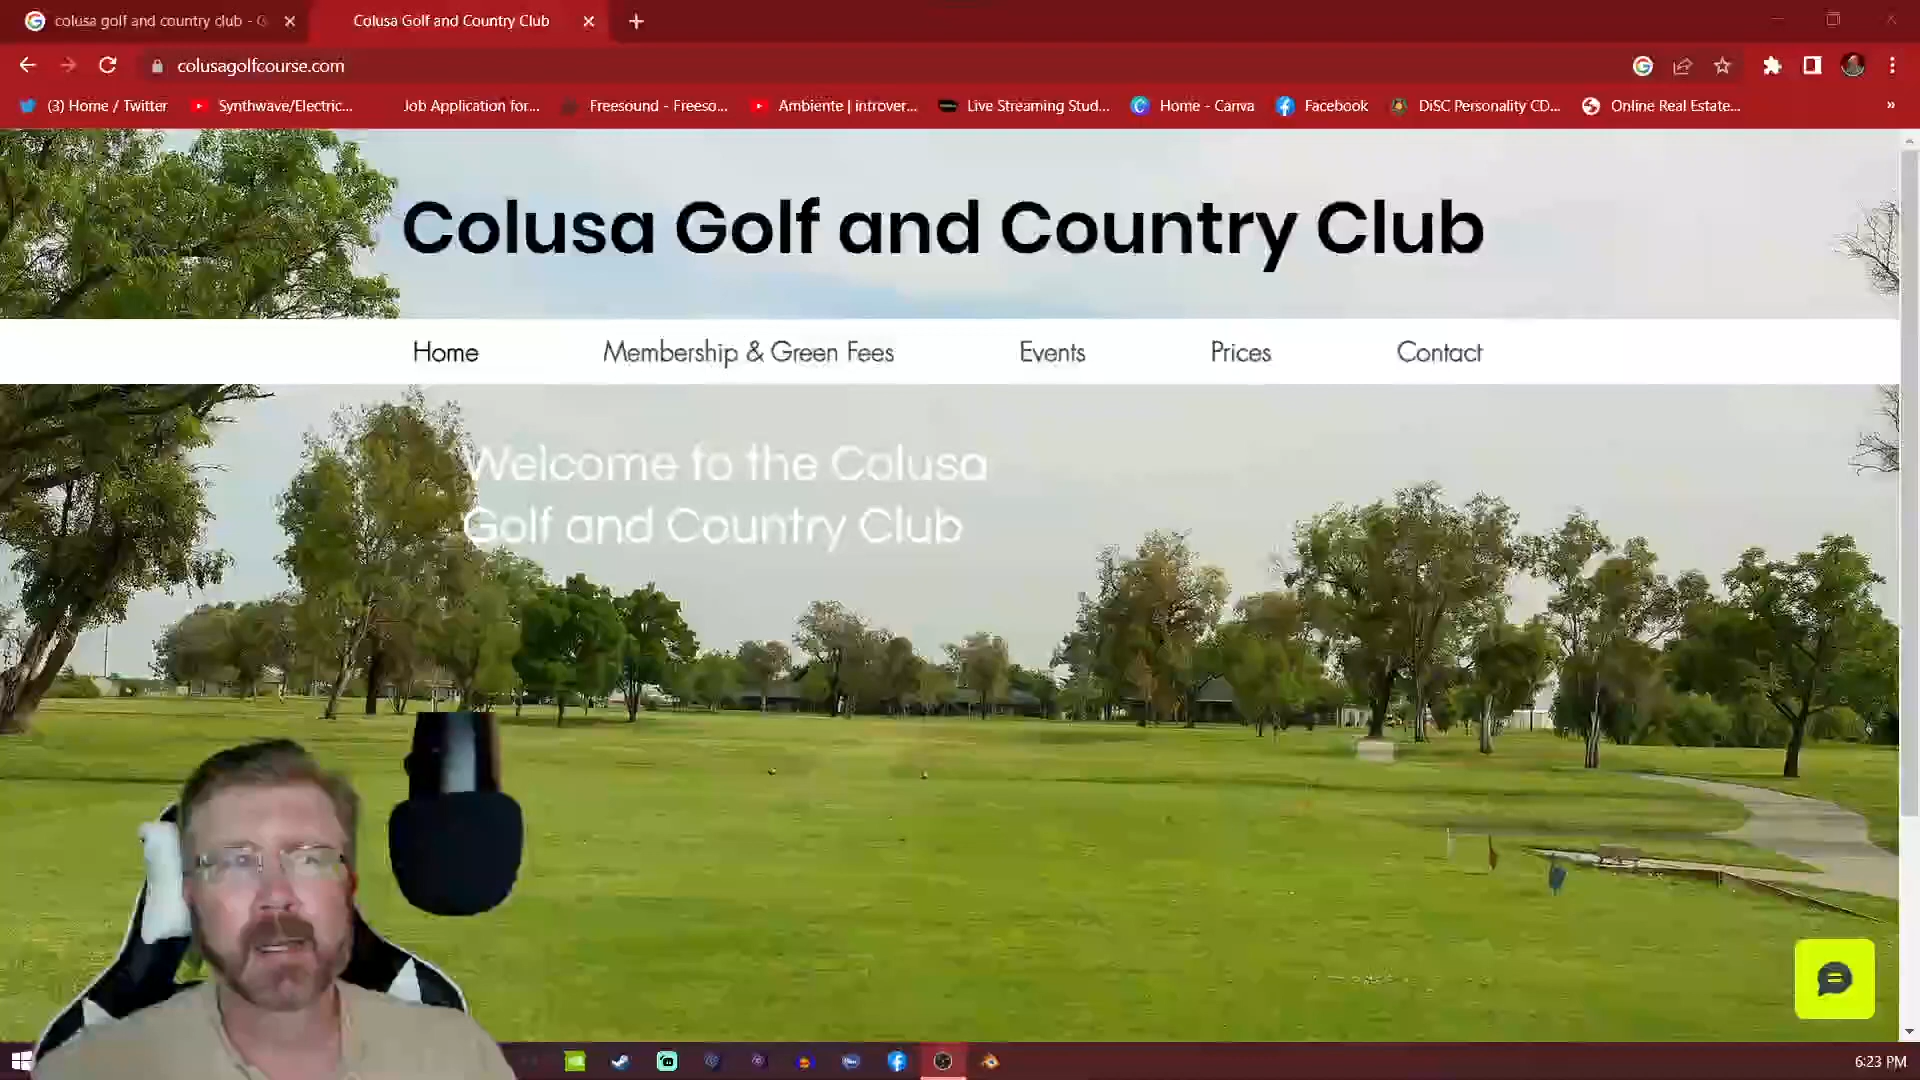 colusa golf and country club - G
Colusa Golf and Country Club
colusagolfcourse.com
(3) Home / Twitter
Synthwave/Electric...
Job Application for...
Freesound - Freeso...
Ambiente | introver...
Live Streaming Stud...
Home - Canva
Facebook
DiSC Personality CD...
Online Real Estate...
Colusa Golf and Country Club
Home
Membership & Green Fees
Events
Prices
Contact
Welcome to the Colusa
Golf and Country Club
6:23 PM